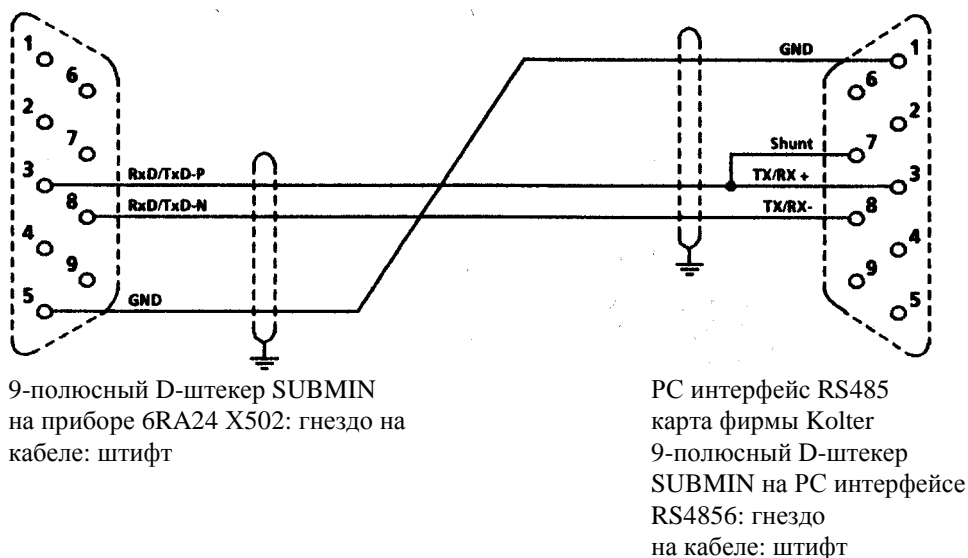 1
6
2
7
3
8
4
9
5
RxD/TxD-P
RxD/TxD-N
GND
GND
Shunt
TX/RX +
TX/RX-
1
6
2
7
3
8
4
9
5
9-полюсный D-штекер SUBMIN
на приборе 6RA24 X502: гнездо на
кабеле: штифт
PC интерфейс RS485
карта фирмы Kolter
9-полюсный D-штекер
SUBMIN на PC интерфейсе
RS4856: гнездо
на кабеле: штифт